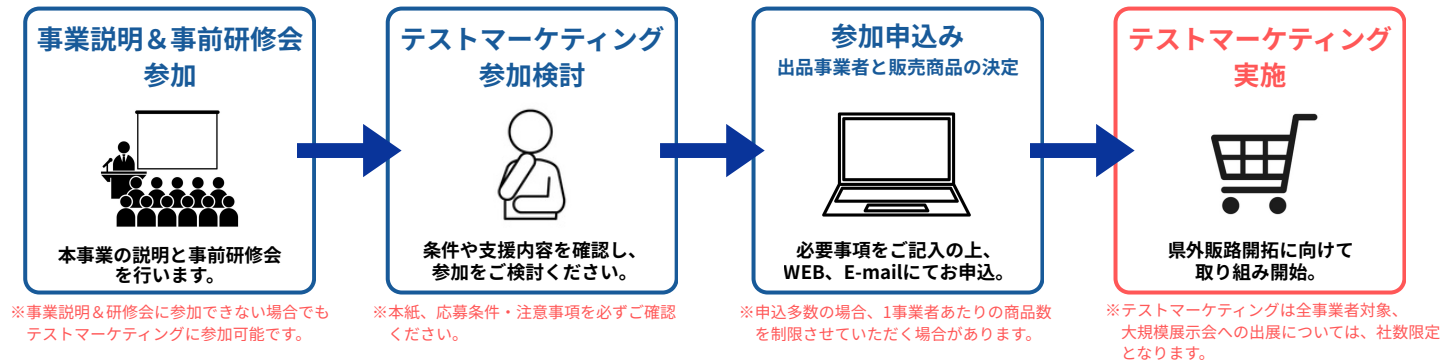 事業説明＆事前研修会
参加
本事業の説明と事前研修会
を行います。
※事業説明＆研修会に参加できない場合でも
テストマーケティングに参加可能です。
テストマーケティング
参加検討
条件や支援内容を確認し、
参加をご検討ください。
※本紙、応募条件・注意事項を必ずご確認
ください。
参加申込み
出品事業者と販売商品の決定
必要事項をご記入の上、
WEB、E-mailにてお申込。
※申込多数の場合、1事業者あたりの商品数
を制限させていただく場合があります。
テストマーケティング
実施
県外販路開拓に向けて
取り組み開始。
※テストマーケティングは全事業者対象、
大規模展示会への出展については、社数限定
となります。